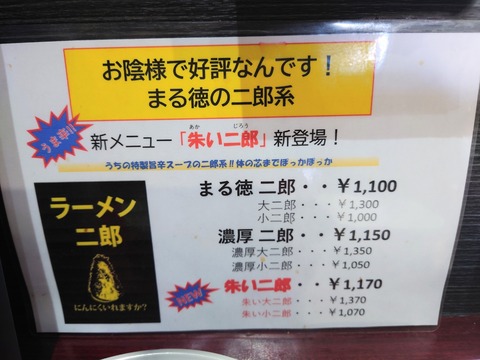 お陰様で好評なんです！
まる徳の二郎系
うま辛!!
新メニュー「朱い二郎」新登場！
あか じろう
うちの特製旨辛スープの二郎系!!体の芯までぽっかぽっか
ラーメン
二郎
にんにくいれますか？
まる徳 二郎・・￥1,100
大二郎・・・￥1,300
小二郎・・・￥1,000
濃厚 二郎・・￥1,150
濃厚大二郎・・￥1,350
濃厚小二郎・・￥1,050
NEW
朱い二郎・・￥1,170
朱い大二郎・・￥1,370
朱い小二郎・・￥1,070